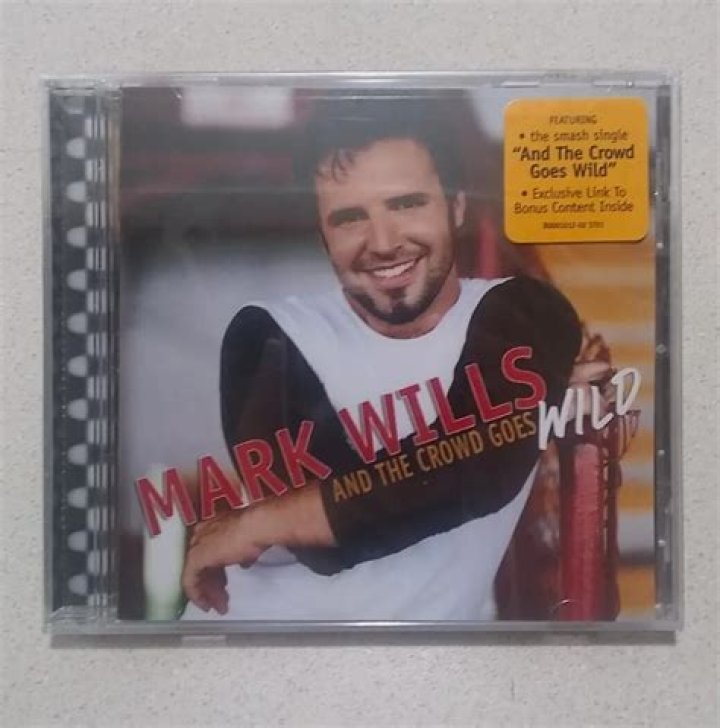 FEATURING
• the smash single
"And The Crowd
Goes Wild"
• Exclusive Link To
Bonus Content Inside
MARK WILLS
AND THE CROWD GOES WILD